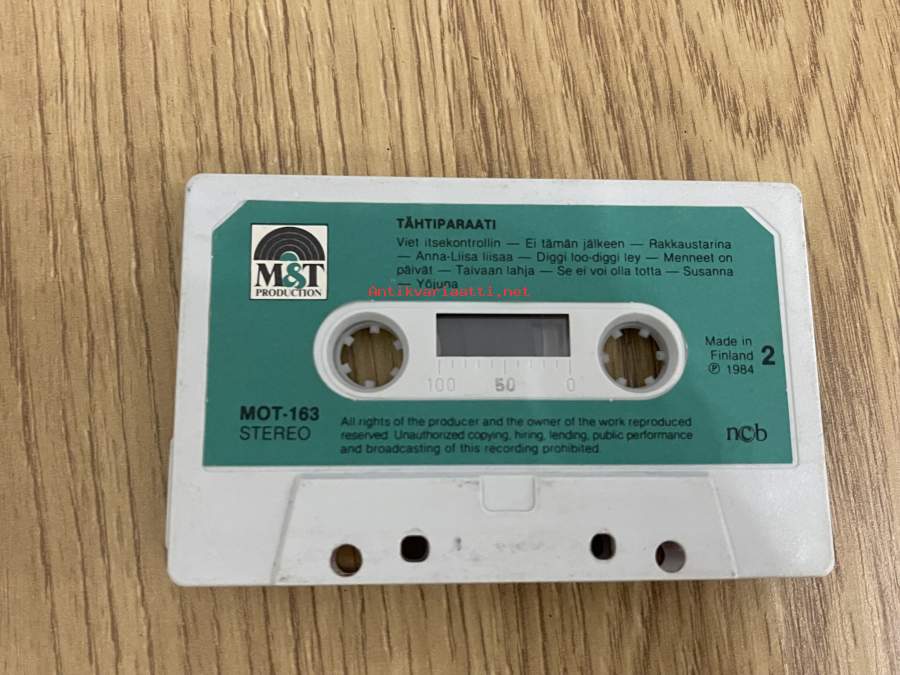 TÄHTIPARAATI
Viet itsekontrollin — Ei tämän jälkeen — Rakkaustarina
— Anna-Liisa liisaa — Diggi loo-diggi ley — Menneet on
päivät — Taivaan lahja — Se ei voi olla totta — Susanna
— Yöjuna
Antikvariaatti.net
M&T
PRODUCTION
Made in
Finland
℗ 1984
2
100 50 0
MOT-163
STEREO
All rights of the producer and the owner of the work reproduced
reserved. Unauthorized copying, hiring, lending, public performance
and broadcasting of this recording prohibited.
ncb